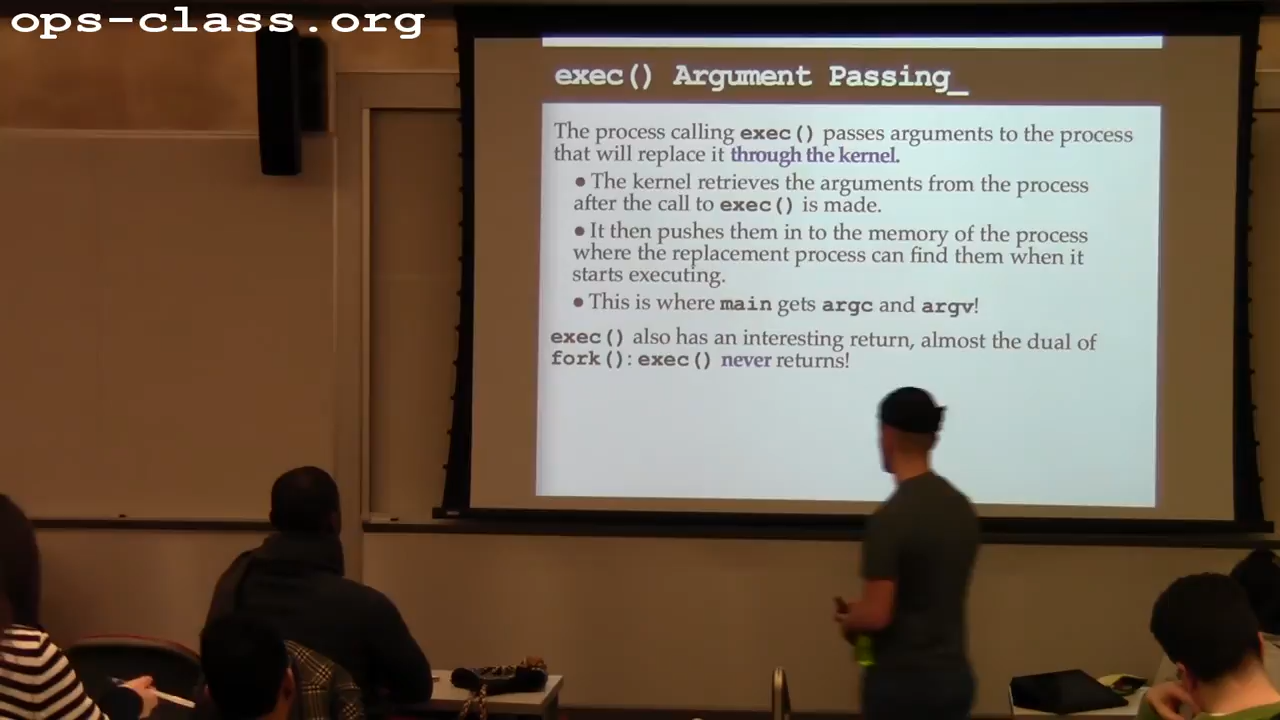 ops-class.org
exec() Argument Passing_
The process calling exec() passes arguments to the process
that will replace it through the kernel.
● The kernel retrieves the arguments from the process
after the call to exec() is made.
● It then pushes them in to the memory of the process
where the replacement process can find them when it
starts executing.
● This is where main gets argc and argv!
exec() also has an interesting return, almost the dual of
fork(): exec() never returns!